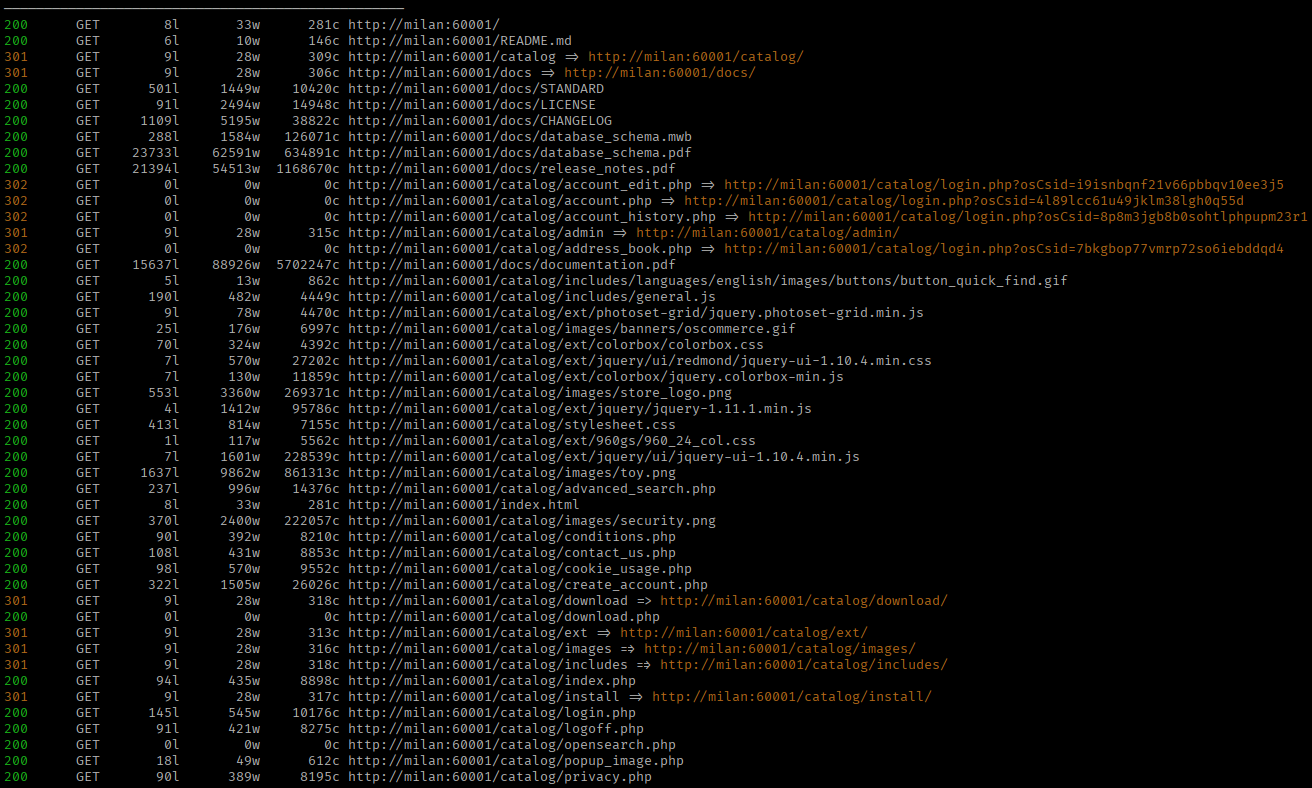 200 GET 8l 33w 281c http://milan:60001/
200 GET 6l 10w 146c http://milan:60001/README.md
301 GET 9l 28w 309c http://milan:60001/catalog => http://milan:60001/catalog/
301 GET 9l 28w 306c http://milan:60001/docs => http://milan:60001/docs/
200 GET 501l 1449w 10420c http://milan:60001/docs/STANDARD
200 GET 91l 2494w 14948c http://milan:60001/docs/LICENSE
200 GET 1109l 5195w 38822c http://milan:60001/docs/CHANGELOG
200 GET 288l 1584w 126071c http://milan:60001/docs/database_schema.mwb
200 GET 23733l 62591w 634891c http://milan:60001/docs/database_schema.pdf
200 GET 21394l 54513w 1168670c http://milan:60001/docs/release_notes.pdf
302 GET 0l 0w 0c http://milan:60001/catalog/account_edit.php => http://milan:60001/catalog/login.php?osCsid=i9isnbqnf21v66pbbqv10ee3j5
302 GET 0l 0w 0c http://milan:60001/catalog/account.php => http://milan:60001/catalog/login.php?osCsid=4l89lcc61u49jklm38lgh0q55d
302 GET 0l 0w 0c http://milan:60001/catalog/account_history.php => http://milan:60001/catalog/login.php?osCsid=8p8m3jgb8b0sohtlphpupm23r1
301 GET 9l 28w 315c http://milan:60001/catalog/admin => http://milan:60001/catalog/admin/
302 GET 0l 0w 0c http://milan:60001/catalog/address_book.php => http://milan:60001/catalog/login.php?osCsid=7bkgbop77vmrp72so6iebddqd4
200 GET 15637l 88926w 5702247c http://milan:60001/docs/documentation.pdf
200 GET 5l 13w 862c http://milan:60001/catalog/includes/languages/english/images/buttons/button_quick_find.gif
200 GET 190l 482w 4449c http://milan:60001/catalog/includes/general.js
200 GET 9l 78w 4470c http://milan:60001/catalog/ext/photoset-grid/jquery.photoset-grid.min.js
200 GET 25l 176w 6997c http://milan:60001/catalog/images/banners/oscommerce.gif
200 GET 70l 324w 4392c http://milan:60001/catalog/ext/colorbox/colorbox.css
200 GET 7l 570w 27202c http://milan:60001/catalog/ext/jquery/ui/redmond/jquery-ui-1.10.4.min.css
200 GET 7l 130w 11859c http://milan:60001/catalog/ext/colorbox/jquery.colorbox-min.js
200 GET 553l 3360w 269371c http://milan:60001/catalog/images/store_logo.png
200 GET 4l 1412w 95786c http://milan:60001/catalog/ext/jquery/jquery-1.11.1.min.js
200 GET 413l 814w 7155c http://milan:60001/catalog/stylesheet.css
200 GET 1l 117w 5562c http://milan:60001/catalog/ext/960gs/960_24_col.css
200 GET 7l 1601w 228539c http://milan:60001/catalog/ext/jquery/ui/jquery-ui-1.10.4.min.js
200 GET 1637l 9862w 861313c http://milan:60001/catalog/images/toy.png
200 GET 237l 996w 14376c http://milan:60001/catalog/advanced_search.php
200 GET 8l 33w 281c http://milan:60001/index.html
200 GET 370l 2400w 222057c http://milan:60001/catalog/images/security.png
200 GET 90l 392w 8210c http://milan:60001/catalog/conditions.php
200 GET 108l 431w 8853c http://milan:60001/catalog/contact_us.php
200 GET 98l 570w 9552c http://milan:60001/catalog/cookie_usage.php
200 GET 322l 1505w 26026c http://milan:60001/catalog/create_account.php
301 GET 9l 28w 318c http://milan:60001/catalog/download => http://milan:60001/catalog/download/
200 GET 0l 0w 0c http://milan:60001/catalog/download.php
301 GET 9l 28w 313c http://milan:60001/catalog/ext => http://milan:60001/catalog/ext/
301 GET 9l 28w 316c http://milan:60001/catalog/images => http://milan:60001/catalog/images/
301 GET 9l 28w 318c http://milan:60001/catalog/includes => http://milan:60001/catalog/includes/
200 GET 94l 435w 8898c http://milan:60001/catalog/index.php
301 GET 9l 28w 317c http://milan:60001/catalog/install => http://milan:60001/catalog/install/
200 GET 145l 545w 10176c http://milan:60001/catalog/login.php
200 GET 91l 421w 8275c http://milan:60001/catalog/logoff.php
200 GET 0l 0w 0c http://milan:60001/catalog/opensearch.php
200 GET 18l 49w 612c http://milan:60001/catalog/popup_image.php
200 GET 90l 389w 8195c http://milan:60001/catalog/privacy.php